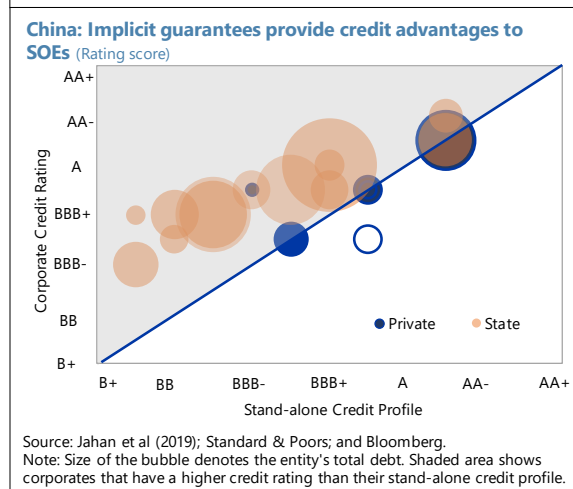 China: Implicit guarantees provide credit advantages to
SOEs (Rating score)
AA+
AA-
A
BBB+
BBB-
BB
B+
Corporate Credit Rating
Private
State
B+
BB
BBB-
BBB+
A
AA-
AA+
Stand-alone Credit Profile
Source: Jahan et al (2019); Standard & Poors; and Bloomberg.
Note: Size of the bubble denotes the entity's total debt. Shaded area shows
corporates that have a higher credit rating than their stand-alone credit profile.